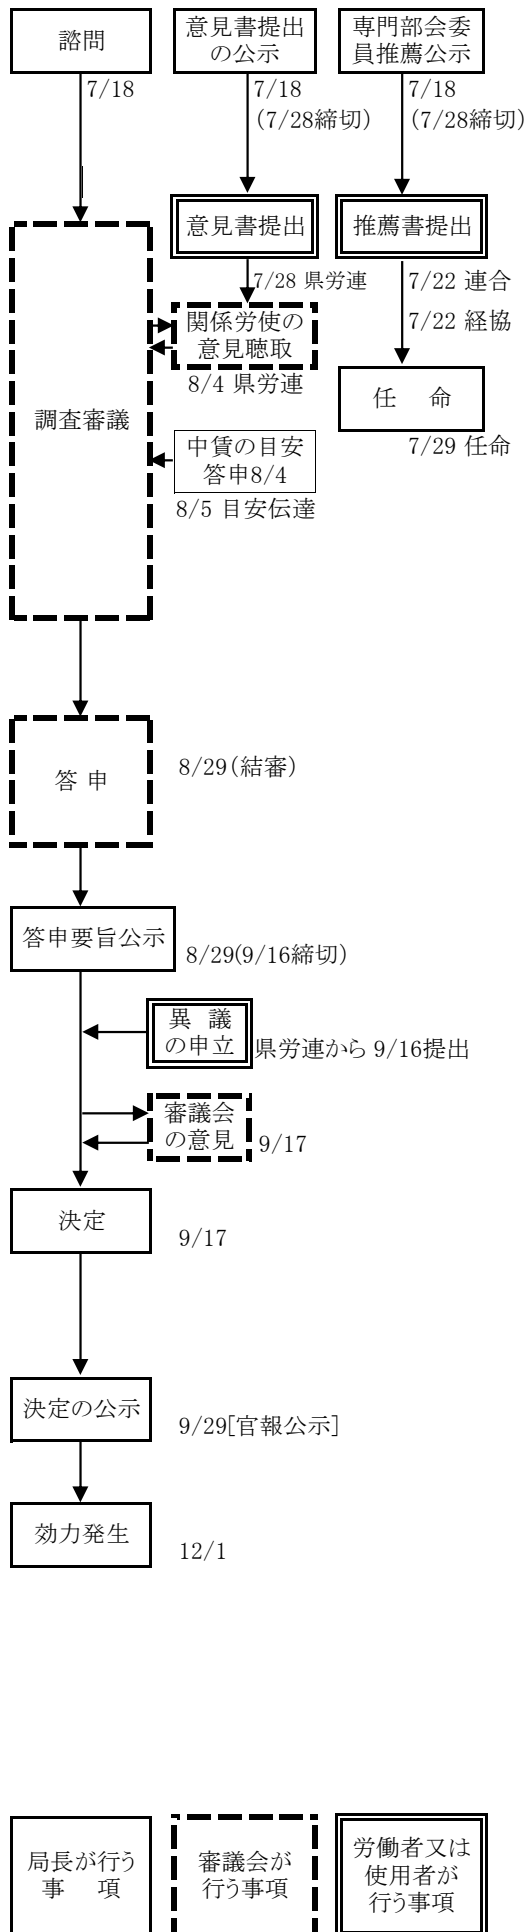 諮問
意見書提出
の公示
専門部会委
員推薦公示
7/18
7/18
(7/28締切)
7/18
(7/28締切)
意見書提出
推薦書提出
7/28 県労連
7/22 連合
7/22 経協
関係労使の
意見聴取
8/4 県労連
任 命
7/29 任命
調査審議
中賃の目安
答申8/4
8/5 目安伝達
答 申
8/29(結審)
答申要旨公示
8/29(9/16締切)
異 議
の申立
県労連から 9/16提出
審議会
の意見
9/17
決定
9/17
決定の公示
9/29[官報公示]
効力発生
12/1
局長が行う
事 項
審議会が
行う事項
労働者又は
使用者が
行う事項